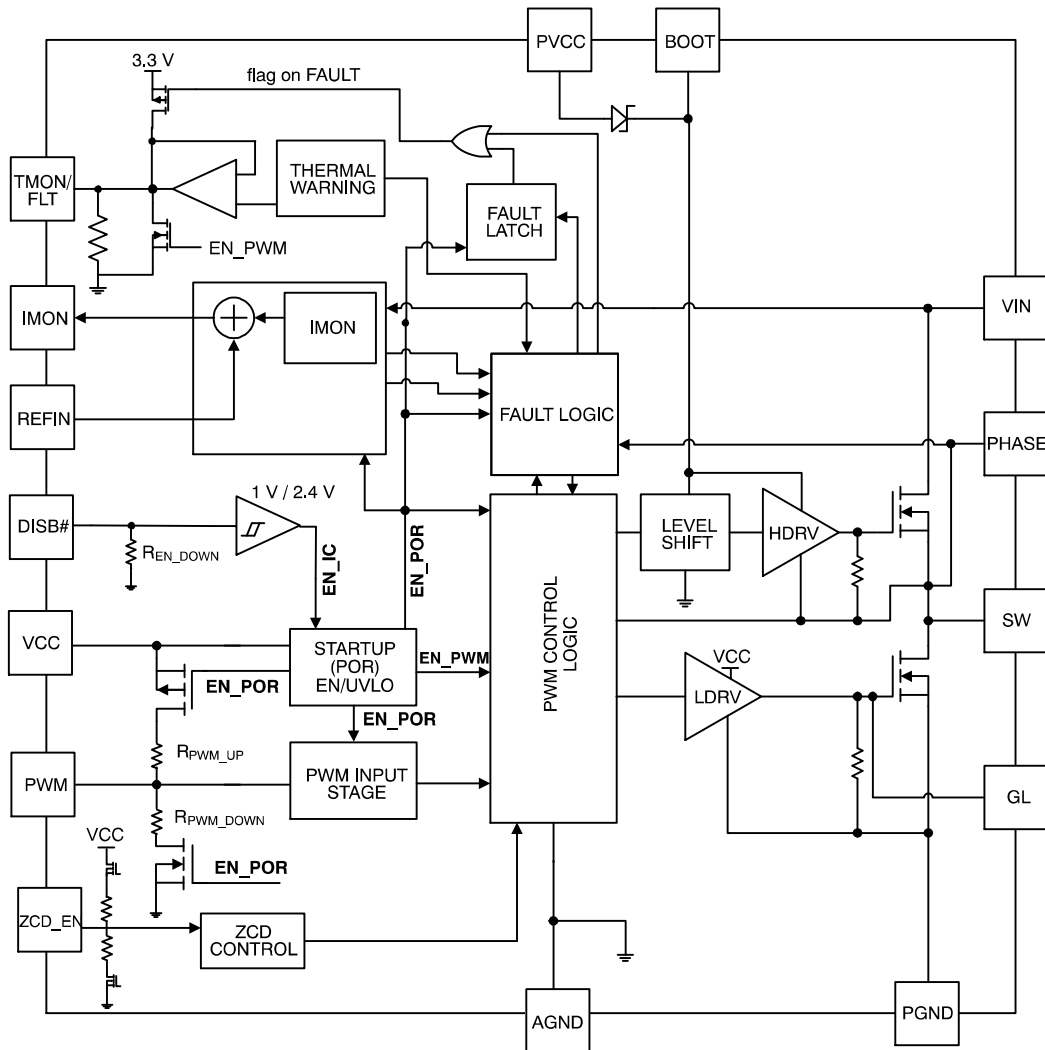 PVCC
BOOT
3.3 V
flag on FAULT
TMON/
FLT
THERMAL
WARNING
FAULT
LATCH
EN_PWM
IMON
IMON
VIN
REFIN
FAULT LOGIC
PHASE
1 V / 2.4 V
DISB#
REN_DOWN
EN_IC
EN_POR
LEVEL
SHIFT
HDRV
VCC
STARTUP
(POR)
EN/UVLO
EN_PWM
PWM CONTROL
LOGIC
SW
EN_POR
EN_POR
VCC
LDRV
RPWM_UP
PWM
PWM INPUT
STAGE
GL
RPWM_DOWN
VCC
EN_POR
ZCD_EN
ZCD
CONTROL
AGND
PGND